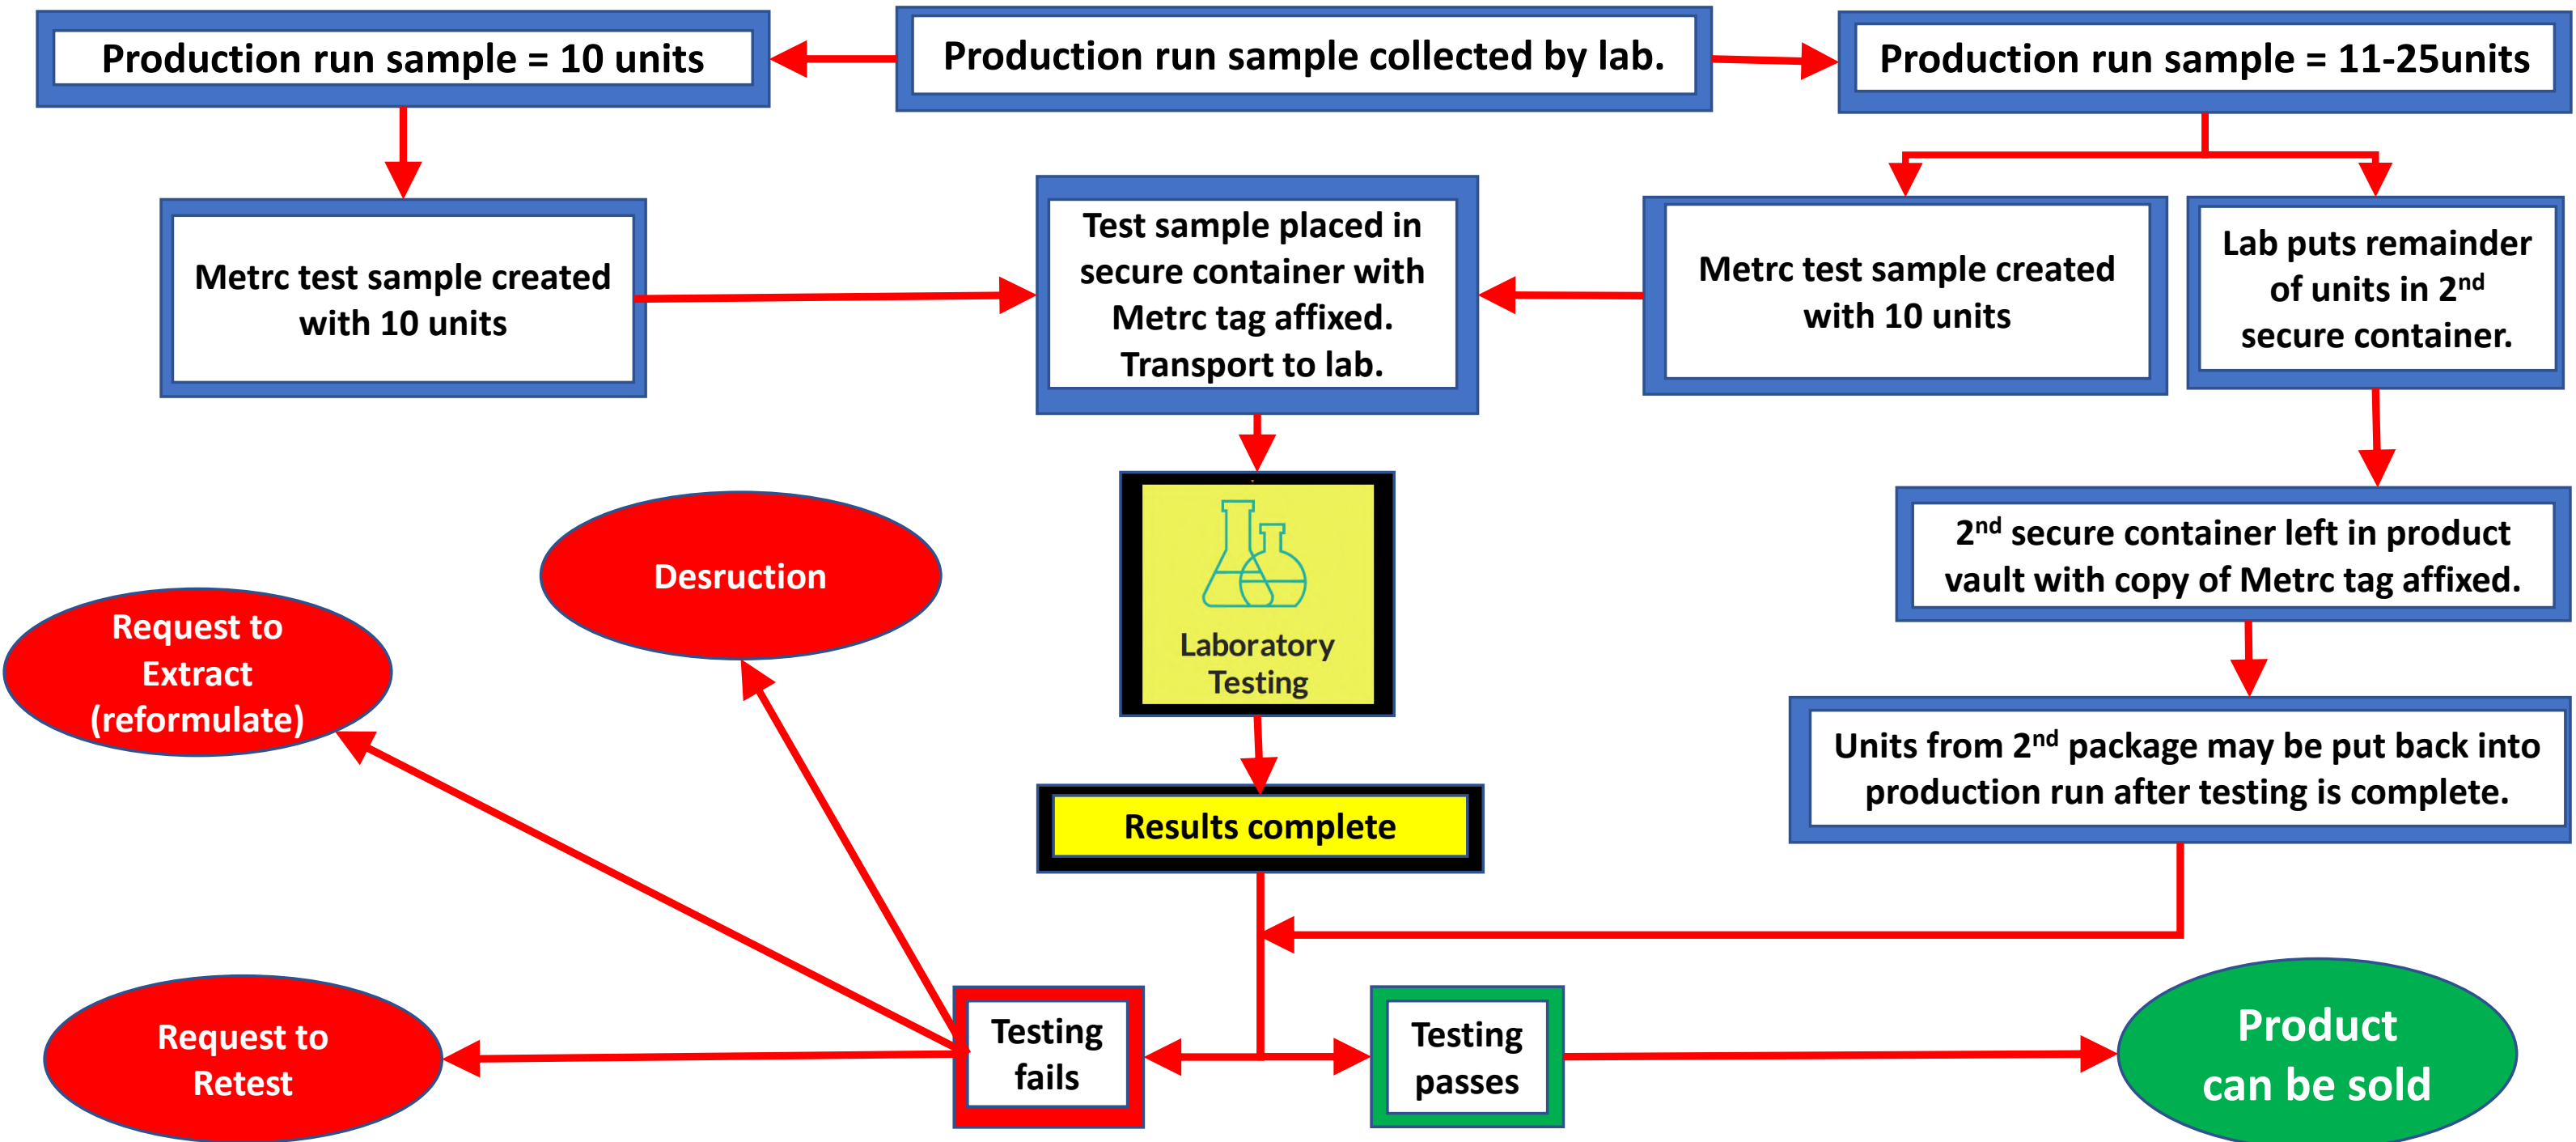 Production run sample = 10 units
Production run sample collected by lab.
Production run sample = 11-25units
Metrc test sample created
with 10 units
Test sample placed in
secure container with
Metrc tag affixed.
Transport to lab.
Metrc test sample created
with 10 units
Lab puts remainder
of units in 2nd
secure container.
Desruction
Request to
Extract
(reformulate)
Laboratory
Testing
2nd secure container left in product
vault with copy of Metrc tag affixed.
Units from 2nd package may be put back into
production run after testing is complete.
Results complete
Request to
Retest
Testing
fails
Testing
passes
Product
can be sold